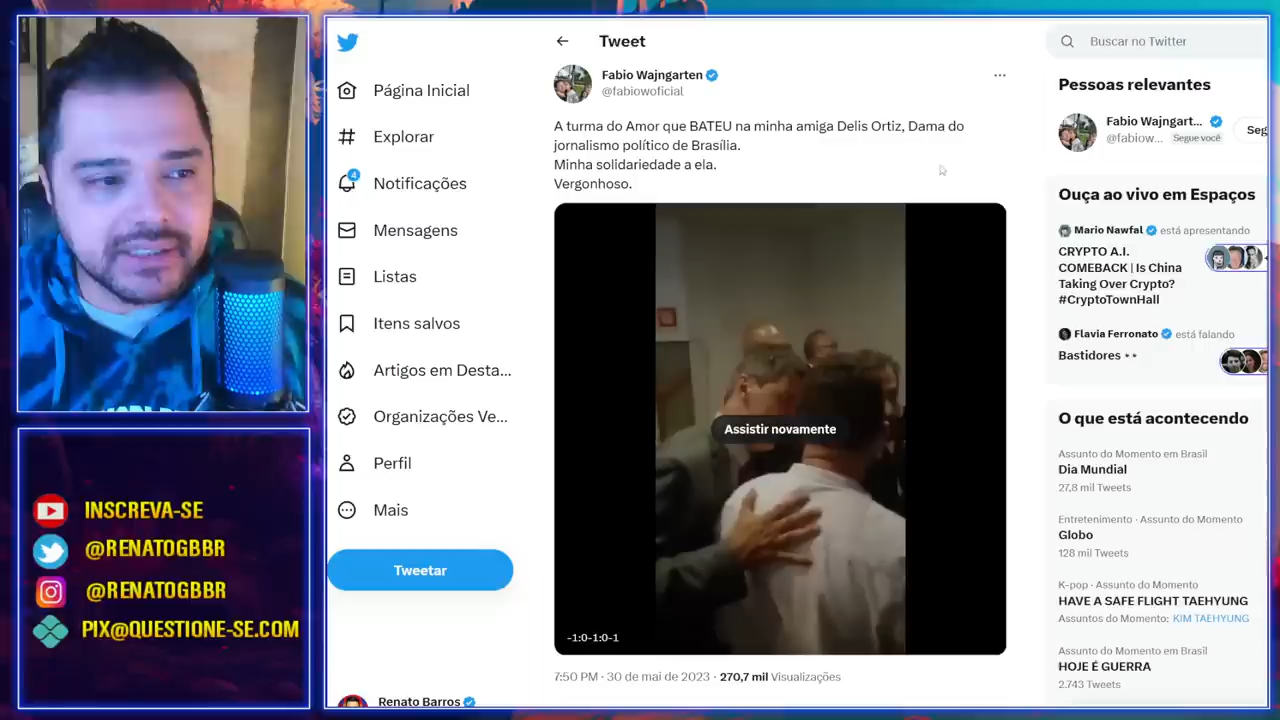 Tweet
Fabio Wajngarten
@fabiowoficial
A turma do Amor que BATEU na minha amiga Delis Ortiz, Dama do
jornalismo político de Brasília.
Minha solidariedade a ela.
Vergonhoso.
Assistir novamente
-1:0-1:0-1
7:50 PM · 30 de mai de 2023 · 270,7 mil Visualizações
Página Inicial
Explorar
4
Notificações
Mensagens
Listas
Itens salvos
Artigos em Desta...
Organizações Ve...
Perfil
Mais
Tweetar
Renato Barros
Buscar no Twitter
Pessoas relevantes
Fabio Wajngart...
@fabiow... Segue você
Seg
Ouça ao vivo em Espaços
Mario Nawfal está apresentando
CRYPTO A.I.
COMEBACK | Is China
Taking Over Crypto?
#CryptoTownHall
Flavia Ferronato está falando
Bastidores
O que está acontecendo
Assunto do Momento em Brasil
Dia Mundial
27,8 mil Tweets
Entretenimento · Assunto do Momento
Globo
128 mil Tweets
K-pop · Assunto do Momento
HAVE A SAFE FLIGHT TAEHYUNG
Assuntos do Momento: KIM TAEHYUNG
Assunto do Momento em Brasil
HOJE É GUERRA
2.743 Tweets
INSCREVA-SE
@RENATOGBBR
@RENATOGBBR
PIX@QUESTIONE-SE.COM